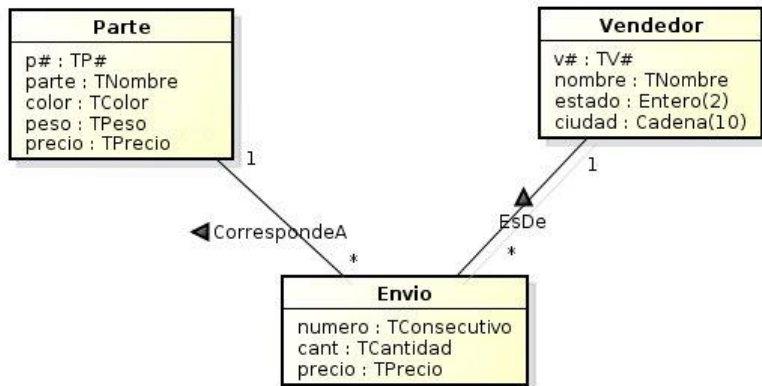 Parte
p# : TP#
parte : TNombre
color : TColor
peso : TPeso
precio : TPrecio
1
Vendedor
v# : TV#
nombre : TNombre
estado : Entero(2)
ciudad : Cadena(10)
1
CorrespondeA
*
EsDe
*
Envio
numero : TConsecutivo
cant : TCantidad
precio : TPrecio